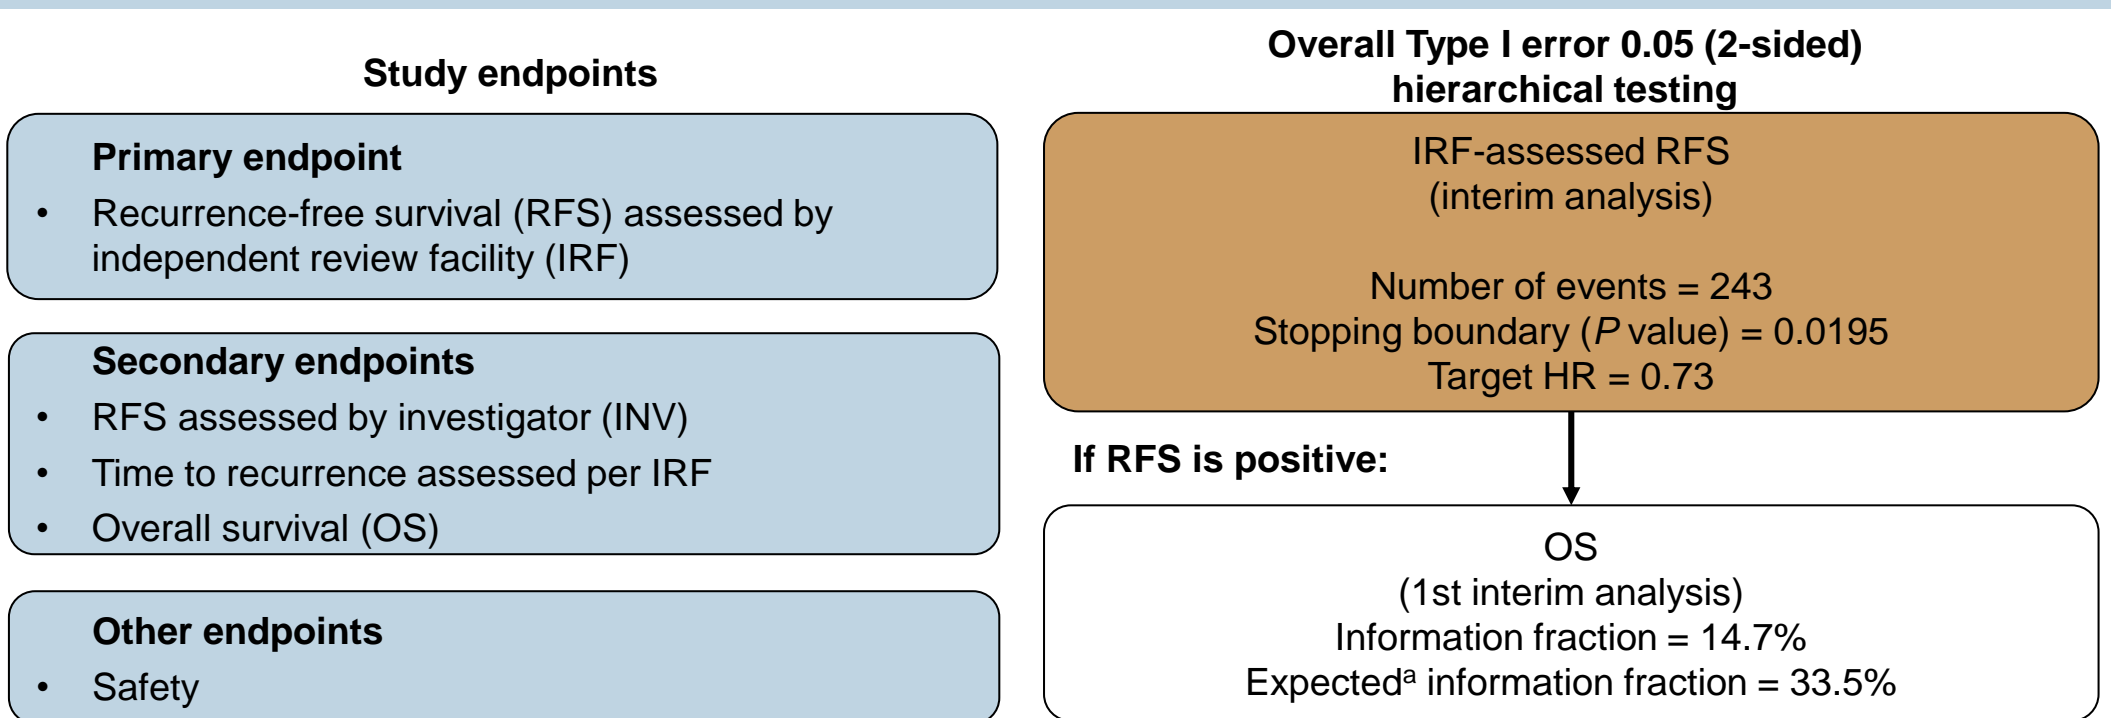 Study endpoints
Primary endpoint
• Recurrence-free survival (RFS) assessed by
independent review facility (IRF)
Secondary endpoints
• RFS assessed by investigator (INV)
• Time to recurrence assessed per IRF
• Overall survival (OS)
Other endpoints
• Safety
Overall Type I error 0.05 (2-sided)
hierarchical testing
IRF-assessed RFS
(interim analysis)
Number of events = 243
Stopping boundary (P value) = 0.0195
Target HR = 0.73
If RFS is positive:
OS
(1st interim analysis)
Information fraction = 14.7%
Expectedᵃ information fraction = 33.5%